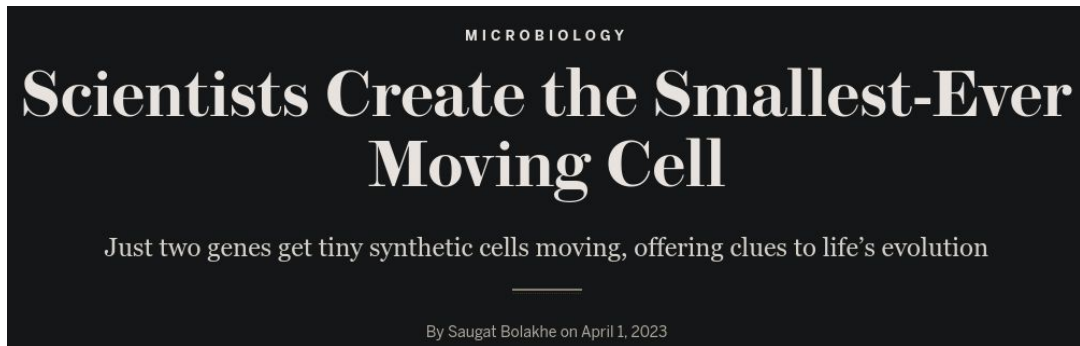 MICROBIOLOGY
Scientists Create the Smallest-Ever
Moving Cell
Just two genes get tiny synthetic cells moving, offering clues to life’s evolution
By Saugat Bolakhe on April 1, 2023